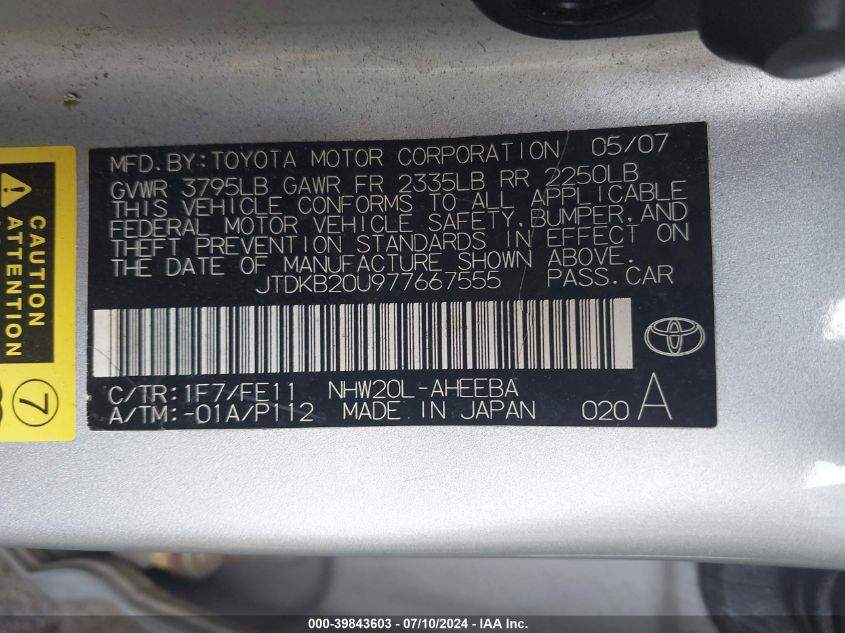 MFD. BY: TOYOTA MOTOR CORPORATION 05/07
GVWR 3795LB GAWR FR 2335LB RR 2250LB
THIS VEHICLE CONFORMS TO ALL APPLICABLE
FEDERAL MOTOR VEHICLE SAFETY, BUMPER, AND
THEFT PREVENTION STANDARDS IN EFFECT ON
THE DATE OF MANUFACTURE SHOWN ABOVE.
JTDKB20U977667555 PASS. CAR
C/TR: 1F7/FE11 NHW20L-AHEEBA
A/TM: -01A/P112 MADE IN JAPAN 020 A
CAUTION
ATTENTION
7
000-39843603 - 07/10/2024 - IAA Inc.